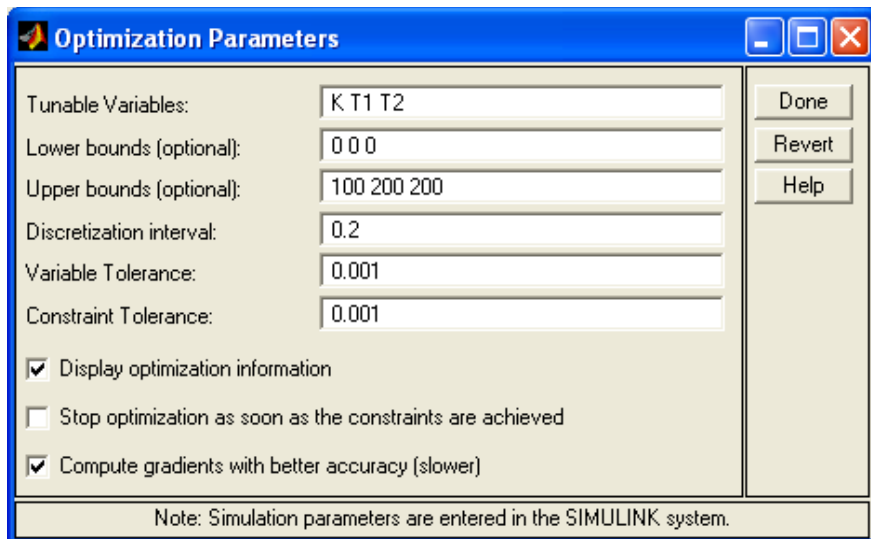 Optimization Parameters
Tunable Variables: K T1 T2
Lower bounds (optional): 0 0 0
Upper bounds (optional): 100 200 200
Discretization interval: 0.2
Variable Tolerance: 0.001
Constraint Tolerance: 0.001
Display optimization information
Stop optimization as soon as the constraints are achieved
Compute gradients with better accuracy (slower)
Done
Revert
Help
Note: Simulation parameters are entered in the SIMULINK system.